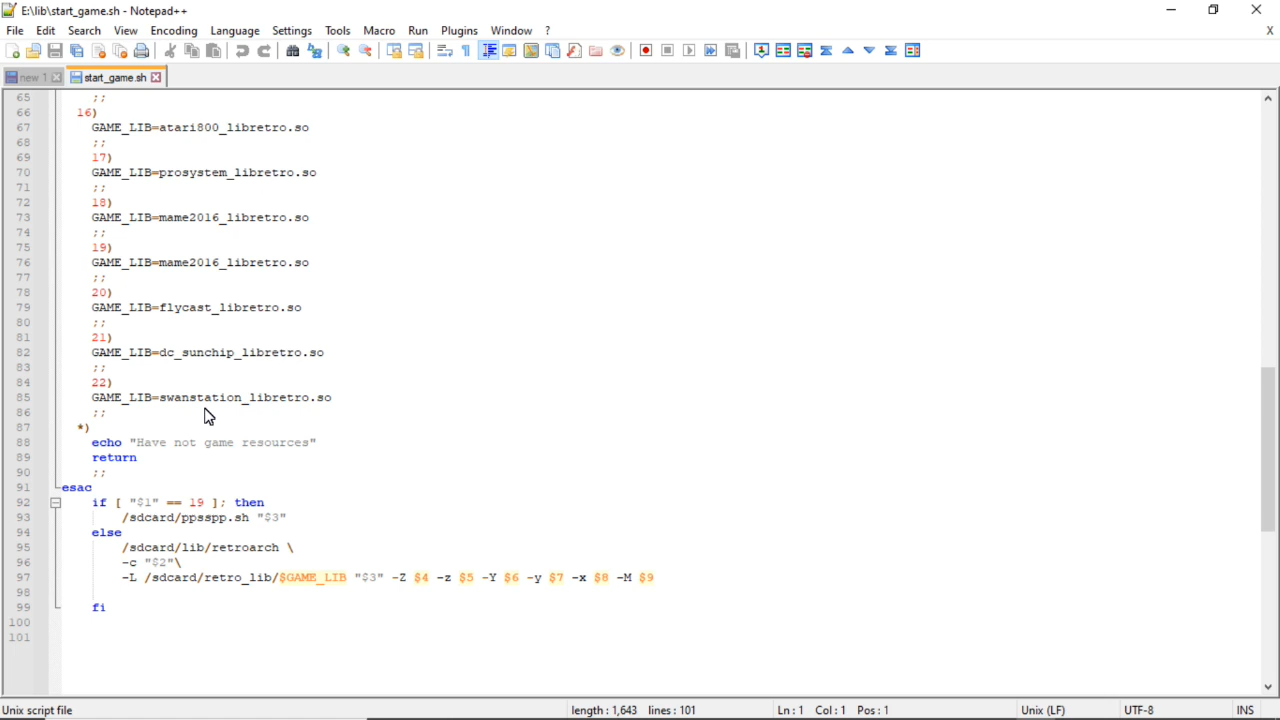 E:\lib\start_game.sh - Notepad++
File Edit Search View Encoding Language Settings Tools Macro Run Plugins Window ? X
new 1 start_game.sh
65 ;;
66 16)
67 GAME_LIB=atari800_libretro.so
68 ;;
69 17)
70 GAME_LIB=prosystem_libretro.so
71 ;;
72 18)
73 GAME_LIB=mame2016_libretro.so
74 ;;
75 19)
76 GAME_LIB=mame2016_libretro.so
77 ;;
78 20)
79 GAME_LIB=flycast_libretro.so
80 ;;
81 21)
82 GAME_LIB=dc_sunchip_libretro.so
83 ;;
84 22)
85 GAME_LIB=swanstation_libretro.so
86 ;;
87 *)
88 echo "Have not game resources"
89 return
90 ;;
91 esac
92 if [ "$1" == 19 ]; then
93 /sdcard/ppsspp.sh "$3"
94 else
95 /sdcard/lib/retroarch \
96 -c "$2"\
97 -L /sdcard/retro_lib/$GAME_LIB "$3" -Z $4 -z $5 -Y $6 -y $7 -x $8 -M $9
98
99 fi
100
101
Unix script file length : 1,643 lines : 101 Ln : 1 Col : 1 Pos : 1 Unix (LF) UTF-8 INS